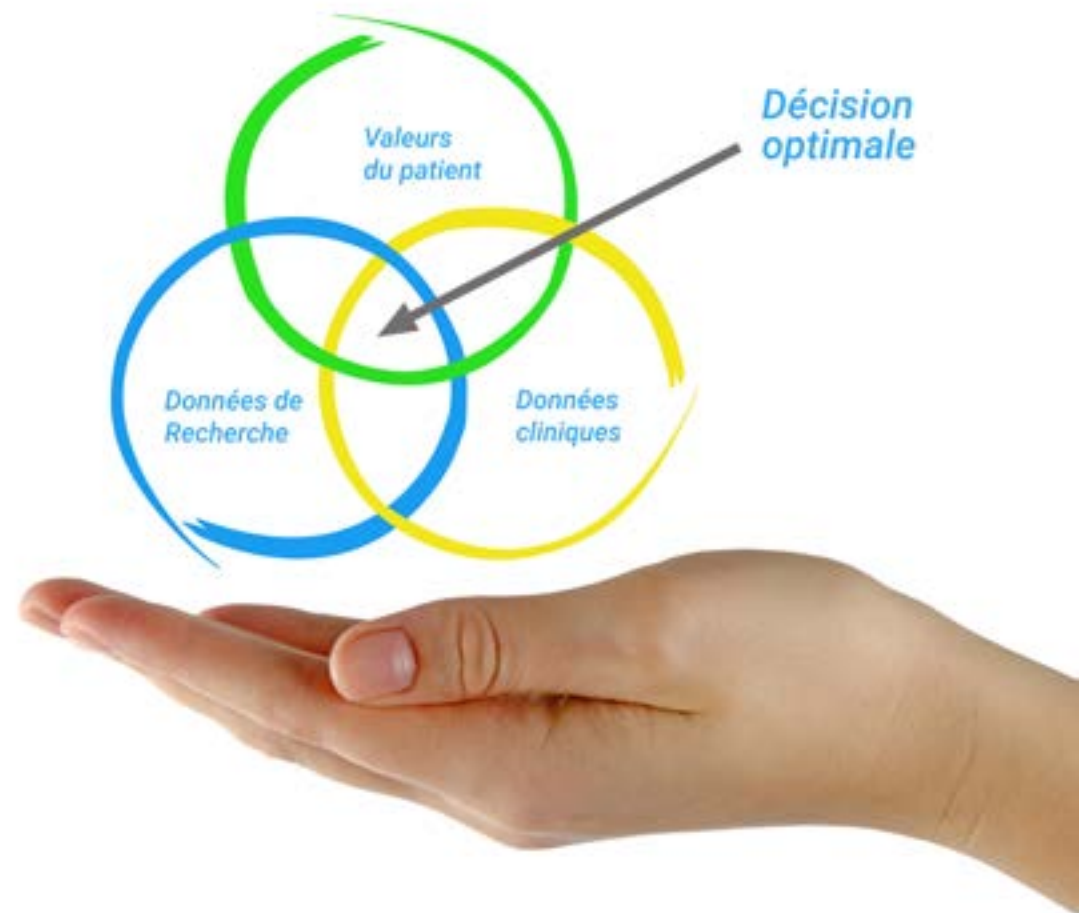 Valeurs
du patient
Décision
optimale
Données de
Recherche
Données
cliniques